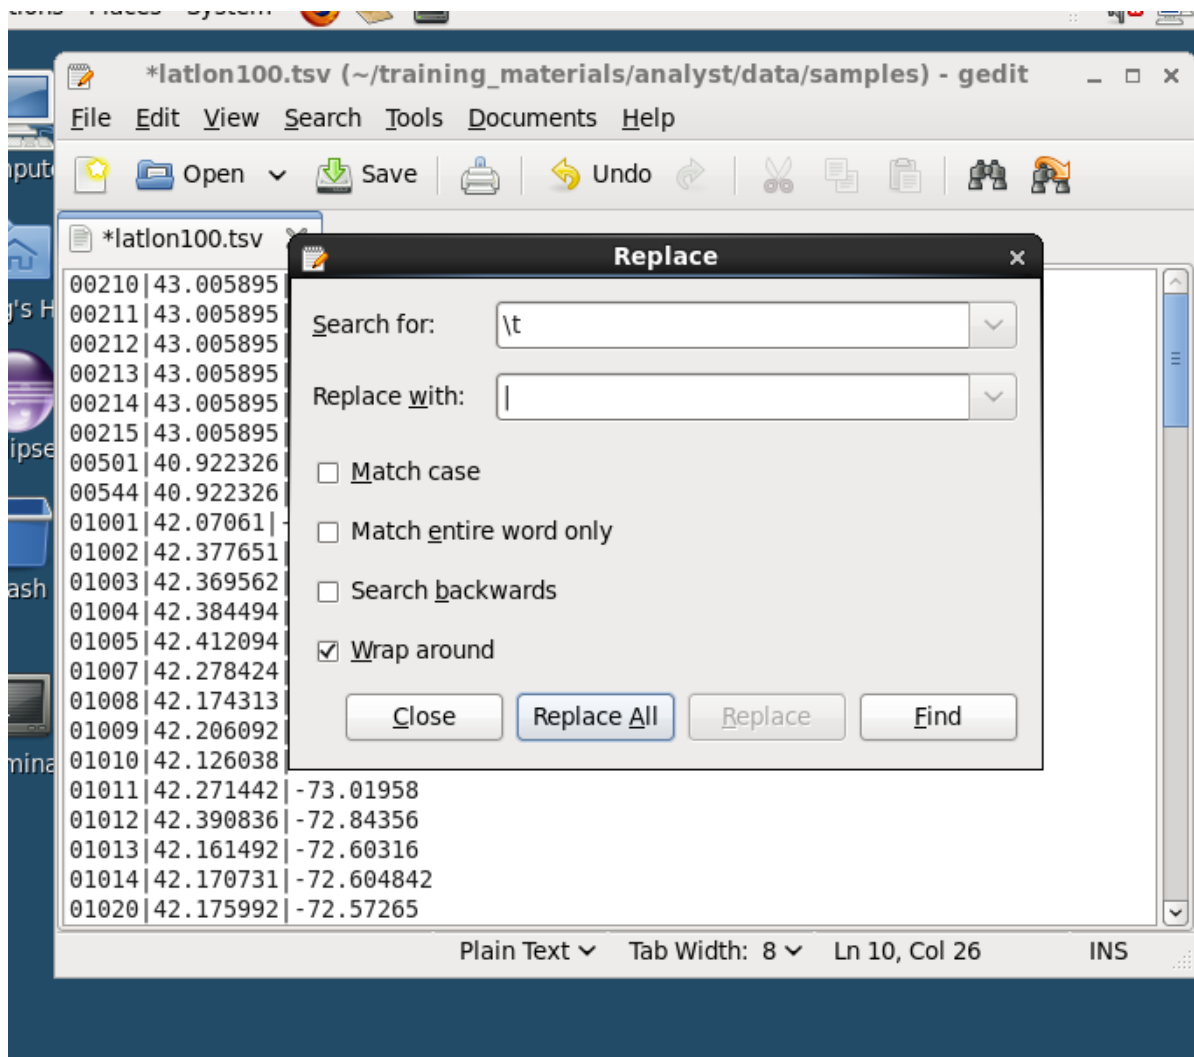 Places System
*latlon100.tsv (~/training_materials/analyst/data/samples) - gedit
File Edit View Search Tools Documents Help
Open Save Undo
*latlon100.tsv
Replace
00210|43.005895|
00211|43.005895
00212|43.005895
00213|43.005895
00214|43.005895
00215|43.005895
00501|40.922326
00544|40.922326
01001|42.07061|-
01002|42.377651|
01003|42.369562
01004|42.384494
01005|42.412094
01007|42.278424
01008|42.174313
01009|42.206092
01010|42.126038|
01011|42.271442|-73.01958
01012|42.390836|-72.84356
01013|42.161492|-72.60316
01014|42.170731|-72.604842
01020|42.175992|-72.57265
Search for: \t
Replace with: |
Match case
Match entire word only
Search backwards
Wrap around
Close Replace All Replace Find
Plain Text Tab Width: 8 Ln 10, Col 26 INS